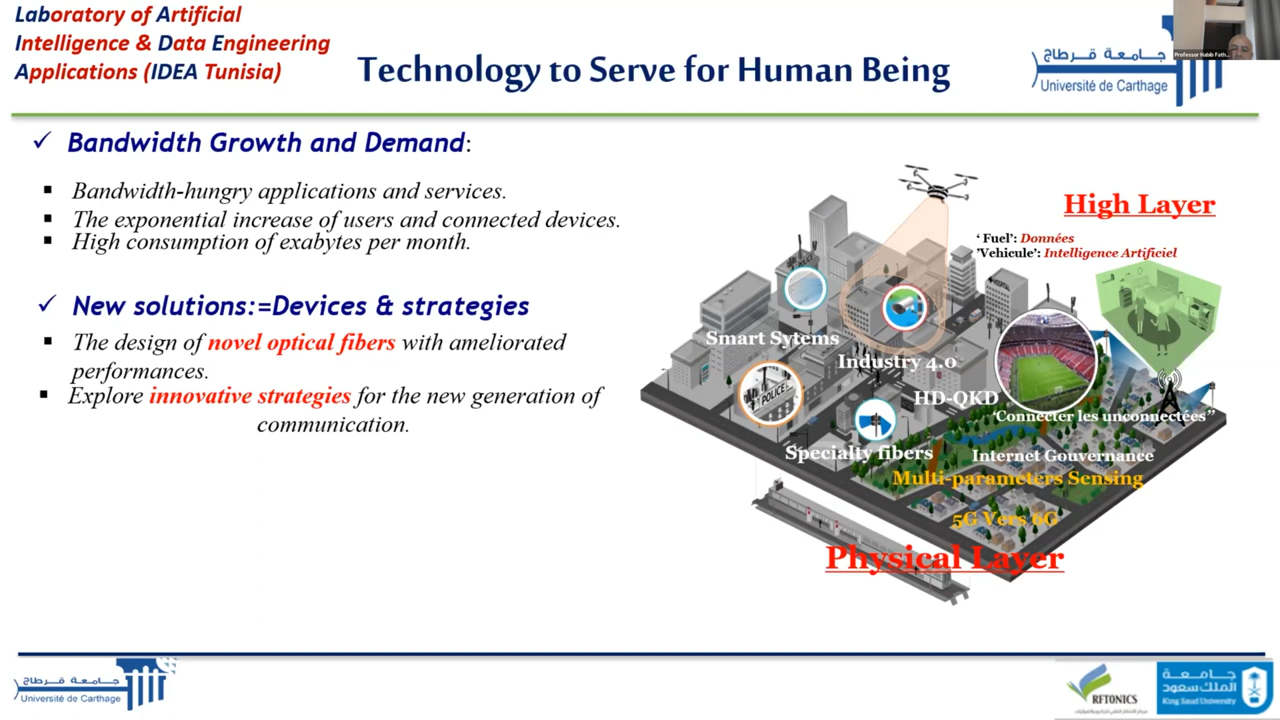 Laboratory of Artificial
Intelligence & Data Engineering
Applications (IDEA Tunisia)
Technology to Serve for Human Being
جامعة قرطاج
Université de Carthage
Professor Habib Fath...
✓ Bandwidth Growth and Demand:
▪ Bandwidth-hungry applications and services.
▪ The exponential increase of users and connected devices.
▪ High consumption of exabytes per month.
✓ New solutions:=Devices & strategies
▪ The design of novel optical fibers with ameliorated
performances.
▪ Explore innovative strategies for the new generation of
communication.
High Layer
‘ Fuel’: Données
’Vehicule’: Intelligence Artificiel
HOSPITAL
Smart Sytems
Industry 4.0
POLICE
HD-QKD
‘Connecter les unconnectées”
Specialty fibers
Internet Gouvernance
Multi-parameters Sensing
5G Vers 6G
Physical Layer
جامعة قرطاج
Université de Carthage
RFTONICS
جامعة
الملك سعود
King Saud University